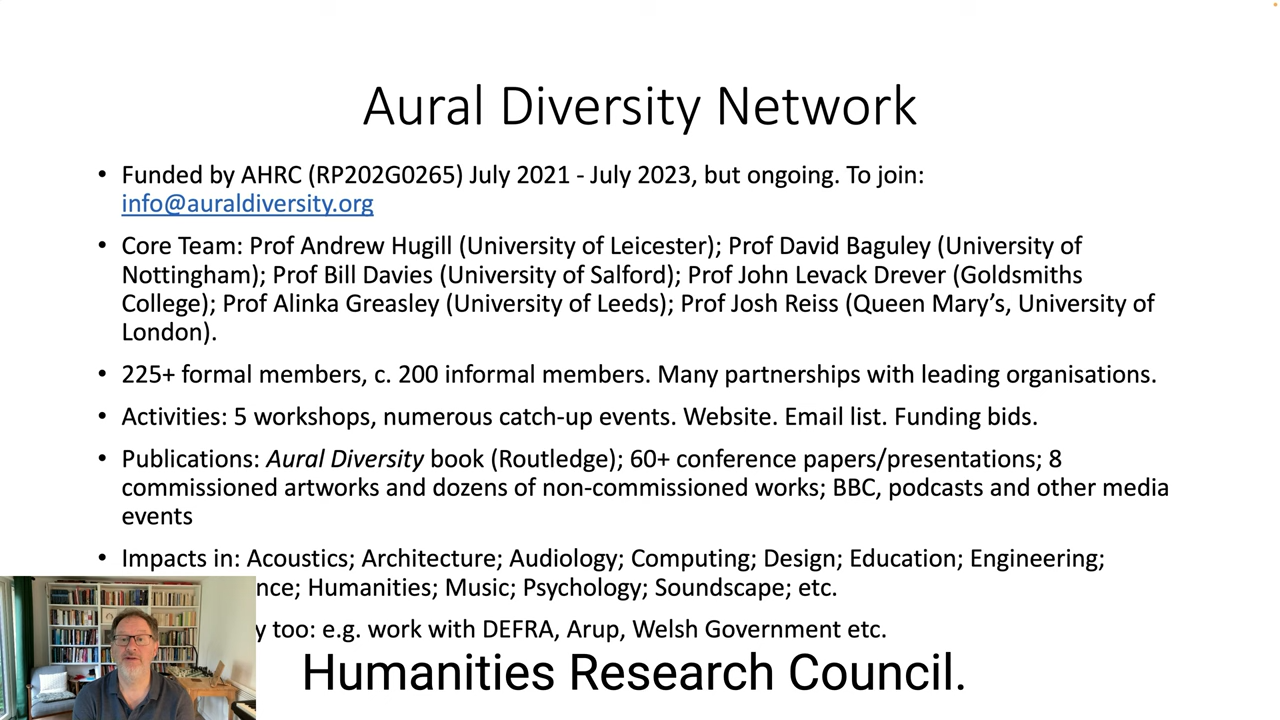 Aural Diversity Network
• Funded by AHRC (RP202G0265) July 2021 - July 2023, but ongoing. To join:
info@auraldiversity.org
• Core Team: Prof Andrew Hugill (University of Leicester); Prof David Baguley (University of
Nottingham); Prof Bill Davies (University of Salford); Prof John Levack Drever (Goldsmiths
College); Prof Alinka Greasley (University of Leeds); Prof Josh Reiss (Queen Mary’s, University of
London).
• 225+ formal members, c. 200 informal members. Many partnerships with leading organisations.
• Activities: 5 workshops, numerous catch-up events. Website. Email list. Funding bids.
• Publications: Aural Diversity book (Routledge); 60+ conference papers/presentations; 8
commissioned artworks and dozens of non-commissioned works; BBC, podcasts and other media
events
• Impacts in: Acoustics; Architecture; Audiology; Computing; Design; Education; Engineering;
nce; Humanities; Music; Psychology; Soundscape; etc.
y too: e.g. work with DEFRA, Arup, Welsh Government etc.
Humanities Research Council.